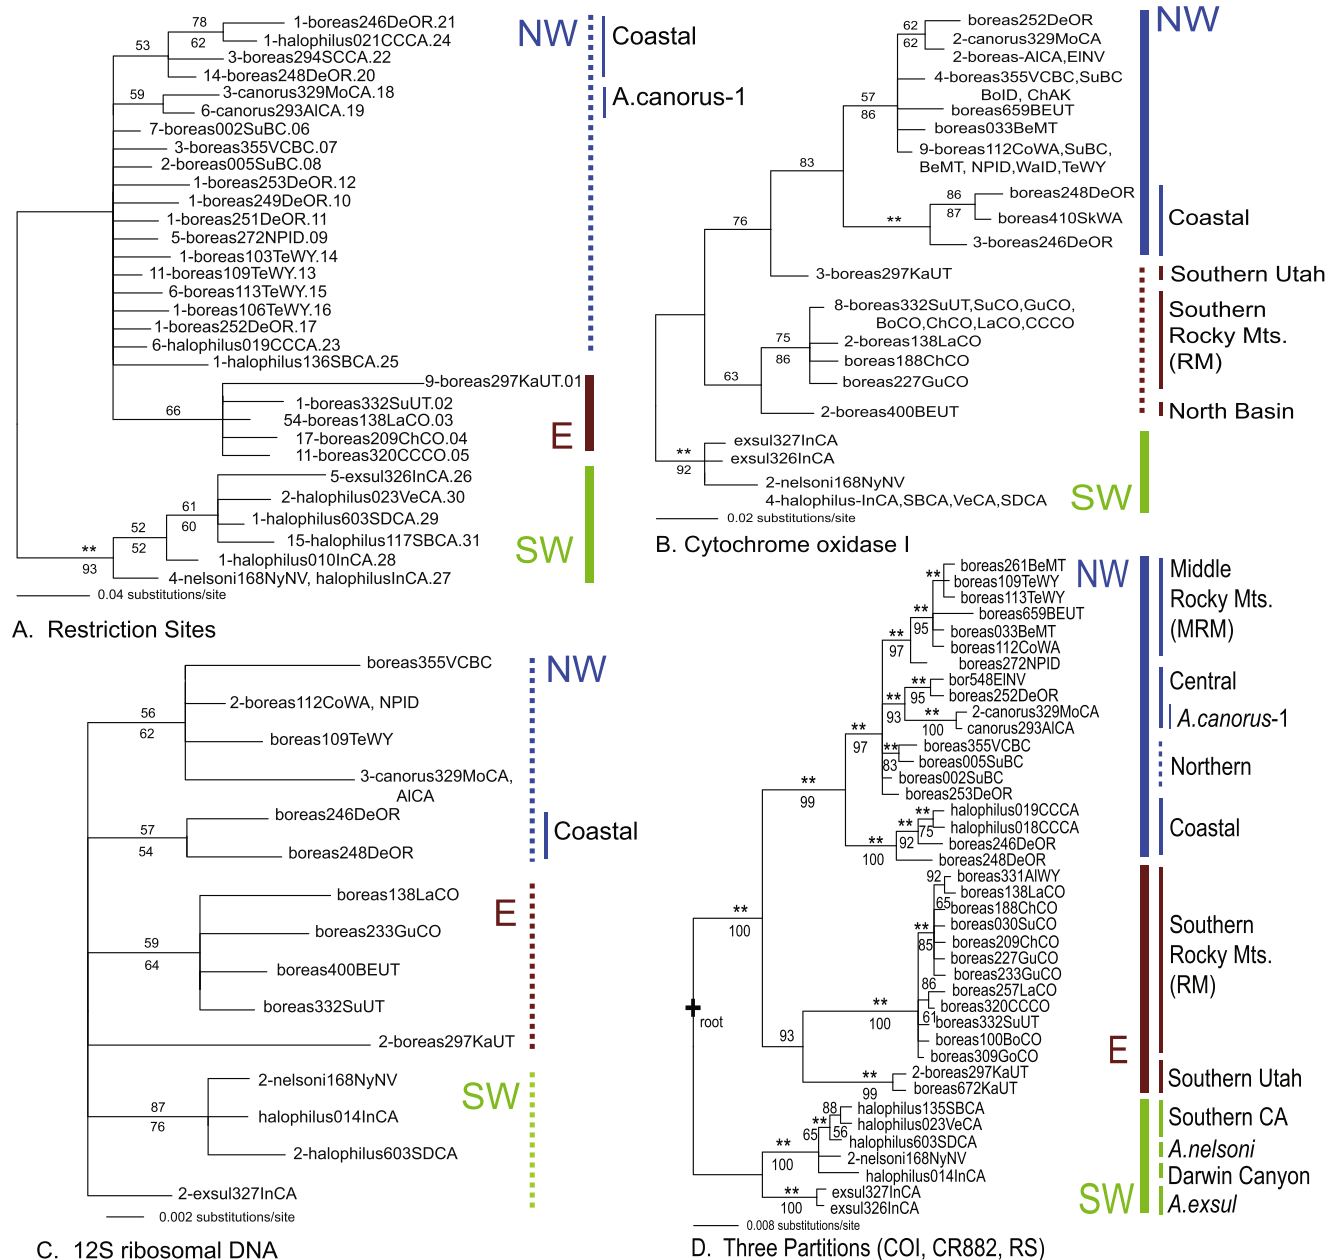 78
1-boreas246DeOR.21
62
1-halophilus021CCCA.24
53
3-boreas294SCCA.22
14-boreas248DeOR.20
59
3-canorus329MoCA.18
6-canorus293AlCA.19
7-boreas002SuBC.06
3-boreas355VCBC.07
2-boreas005SuBC.08
1-boreas253DeOR.12
1-boreas249DeOR.10
1-boreas251DeOR.11
5-boreas272NPID.09
1-boreas103TeWY.14
11-boreas109TeWY.13
6-boreas113TeWY.15
1-boreas106TeWY.16
1-boreas252DeOR.17
6-halophilus019CCCA.23
1-halophilus136SBCA.25
9-boreas297KaUT.01
66
1-boreas332SuUT.02
54-boreas138LaCO.03
17-boreas209ChCO.04
11-boreas320CCCO.05
5-exsul326InCA.26
61
2-halophilus023VeCA.30
60
1-halophilus603SDCA.29
52
15-halophilus117SBCA.31
52
1-halophilus010InCA.28
**
93
4-nelsoni168NyNV, halophilusInCA.27
0.04 substitutions/site
NW
Coastal
A.canorus-1
E
SW
A. Restriction Sites
62
boreas252DeOR
62
2-canorus329MoCA
2-boreas-AlCA,ElNV
4-boreas355VCBC,SuBC
BoID, ChAK
57
86
boreas659BEUT
boreas033BeMT
9-boreas112CoWA,SuBC,
BeMT, NPID,WaID,TeWY
83
86
boreas248DeOR
87
boreas410SkWA
**
3-boreas246DeOR
76
3-boreas297KaUT
8-boreas332SuUT,SuCO,GuCO,
BoCO,ChCO,LaCO,CCCO
75
2-boreas138LaCO
86
boreas188ChCO
63
boreas227GuCO
2-boreas400BEUT
**
exsul327InCA
92
exsul326InCA
2-nelsoni168NyNV
4-halophilus-InCA,SBCA,VeCA,SDCA
0.02 substitutions/site
NW
Coastal
Southern Utah
Southern
Rocky Mts.
(RM)
North Basin
SW
B. Cytochrome oxidase I
boreas355VCBC
56
62
2-boreas112CoWA, NPID
boreas109TeWY
3-canorus329MoCA,
AlCA
57
boreas246DeOR
54
boreas248DeOR
boreas138LaCO
59
boreas233GuCO
64
boreas400BEUT
boreas332SuUT
2-boreas297KaUT
2-nelsoni168NyNV
87
76
halophilus014InCA
2-halophilus603SDCA
2-exsul327InCA
0.002 substitutions/site
NW
Coastal
E
SW
C. 12S ribosomal DNA
boreas261BeMT
**
boreas109TeWY
boreas113TeWY
**
95
boreas659BEUT
boreas033BeMT
**
97
boreas112CoWA
boreas272NPID
**
95
bor548ElNV
boreas252DeOR
**
93
**
100
2-canorus329MoCA
canorus293AlCA
**
97
**
83
boreas355VCBC
boreas005SuBC
boreas002SuBC
boreas253DeOR
**
99
**
75
halophilus019CCCA
halophilus018CCCA
**
92
boreas246DeOR
**
100
boreas248DeOR
92
boreas331AlWY
boreas138LaCO
65
boreas188ChCO
**
85
boreas030SuCO
boreas209ChCO
boreas227GuCO
boreas233GuCO
86
boreas257LaCO
boreas320CCCO
**
100
61
boreas332SuUT
boreas100BoCO
boreas309GoCO
**
100
93
**
99
2-boreas297KaUT
boreas672KaUT
root
88
halophilus135SBCA
**
65
56
halophilus023VeCA
halophilus603SDCA
**
100
2-nelsoni168NyNV
halophilus014InCA
**
100
exsul327InCA
exsul326InCA
0.008 substitutions/site
NW
Middle
Rocky Mts.
(MRM)
Central
A.canorus-1
Northern
Coastal
Southern
Rocky Mts.
(RM)
E
Southern Utah
Southern CA
A.nelsoni
Darwin Canyon
SW
A.exsul
D. Three Partitions (COI, CR882, RS)